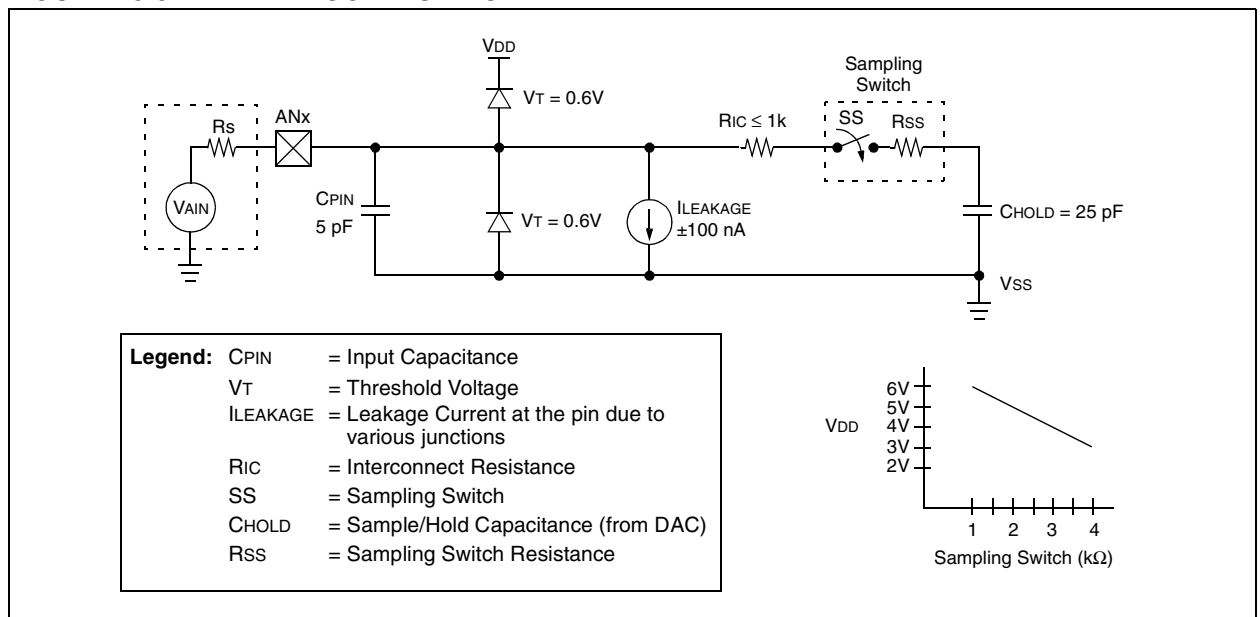 VDD
Sampling
Switch
VT = 0.6V
ANx
Rs
RIC ≤ 1k
SS
RSS
CPIN
5 pF
VAIN
VT = 0.6V
ILEAKAGE
±100 nA
CHOLD = 25 pF
VSS
Legend: CPIN = Input Capacitance
VT = Threshold Voltage
ILEAKAGE = Leakage Current at the pin due to
various junctions
RIC = Interconnect Resistance
SS = Sampling Switch
CHOLD = Sample/Hold Capacitance (from DAC)
RSS = Sampling Switch Resistance
VDD
6V
5V
4V
3V
2V
1 2 3 4
Sampling Switch (kΩ)